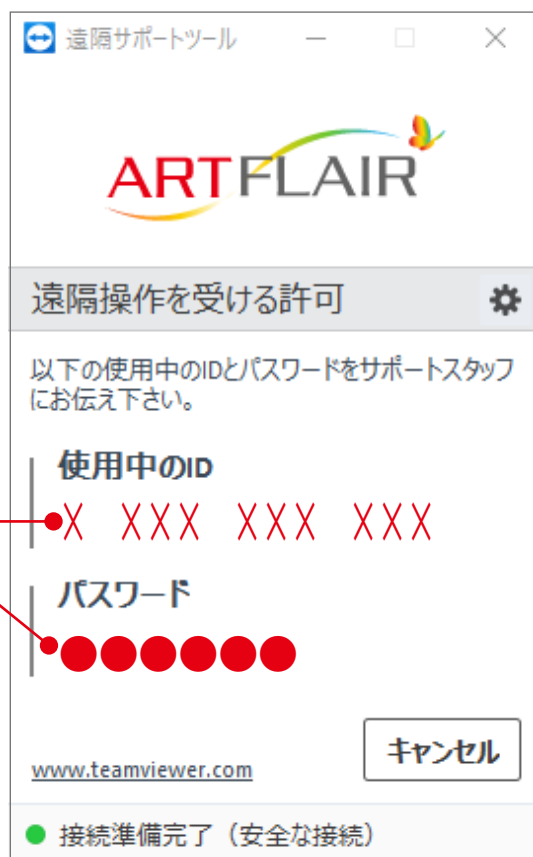 遠隔サポートツール
ARTFLAIR
遠隔操作を受ける許可
以下の使用中のIDとパスワードをサポートスタッフ
にお伝え下さい。
使用中のID
X XXX XXX XXX
パスワード
●●●●●●
キャンセル
www.teamviewer.com
接続準備完了（安全な接続）